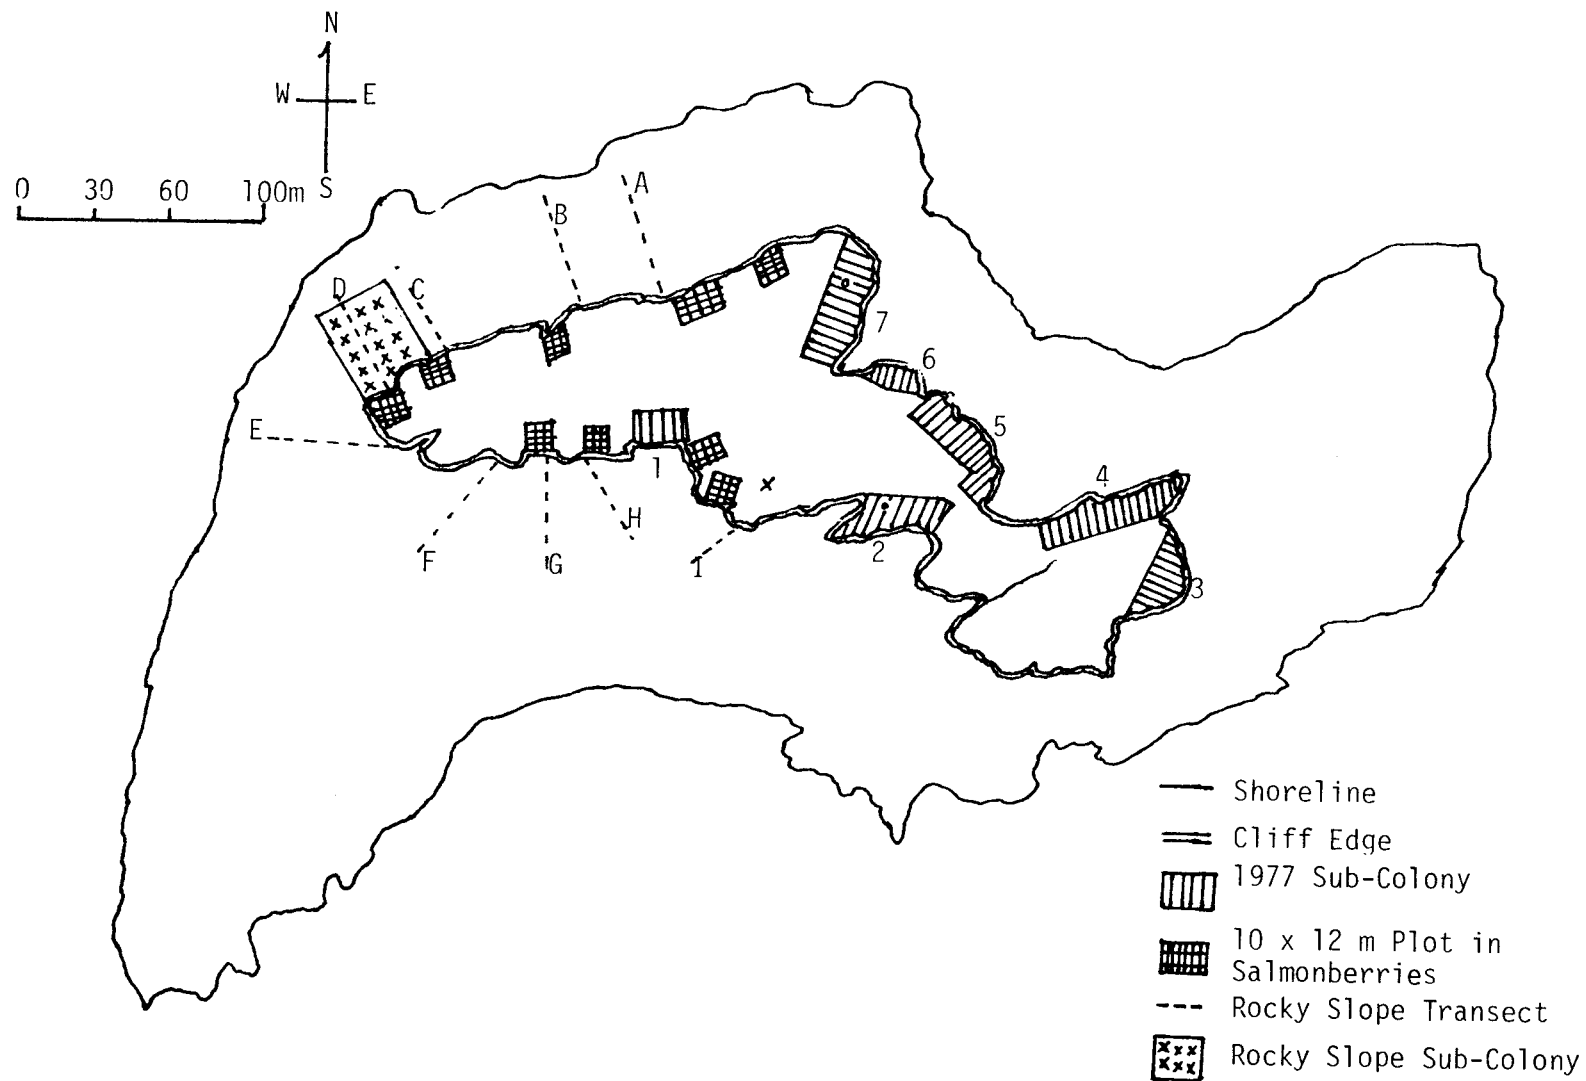 N
W E
S
0 30 60 100m
A
B
C
D
E
F
G
H
I
1
2
3
4
5
6
7
Shoreline
Cliff Edge
1977 Sub-Colony
10 x 12 m Plot in
Salmonberries
Rocky Slope Transect
Rocky Slope Sub-Colony